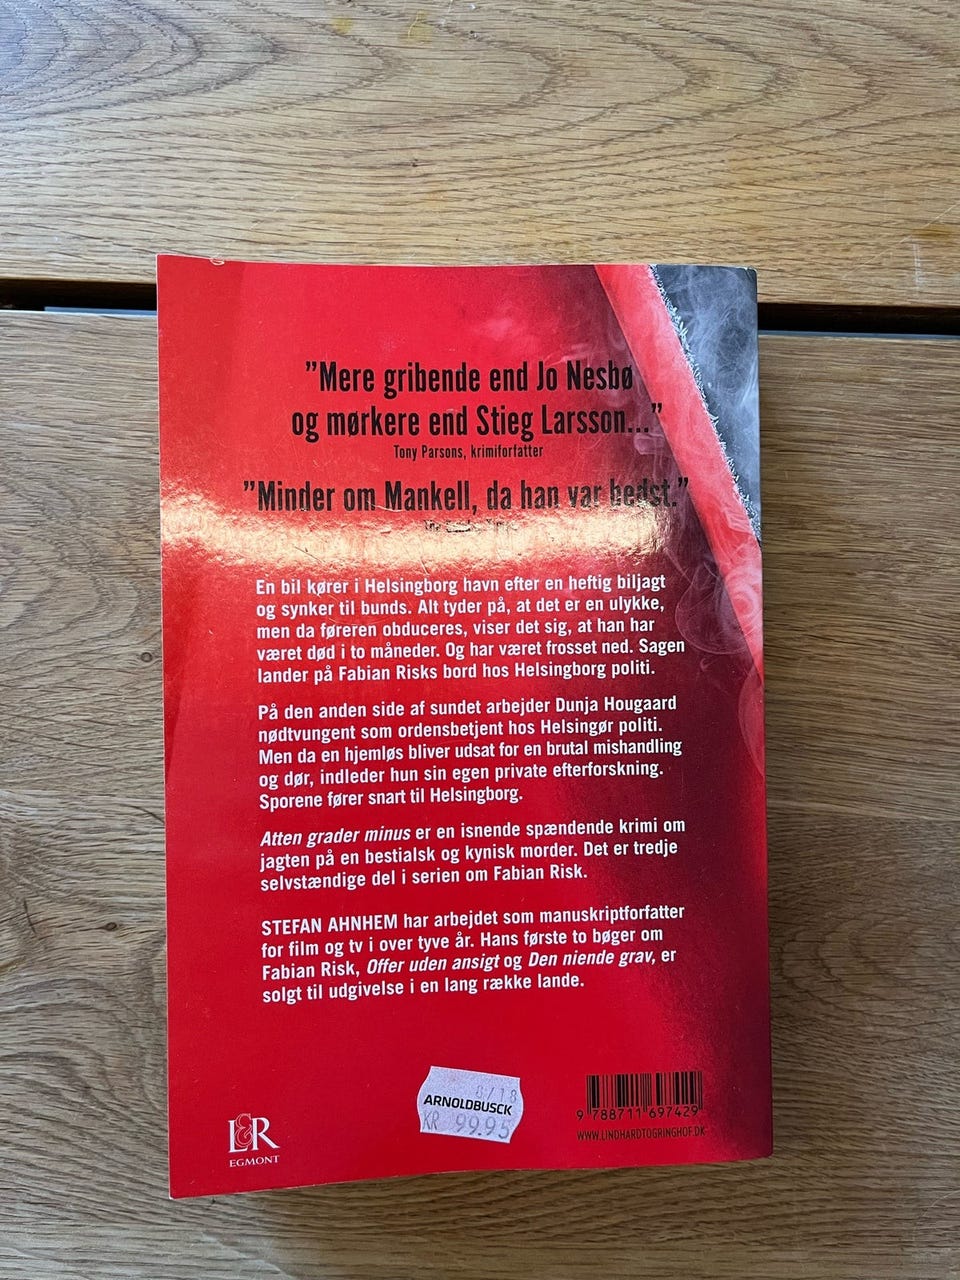 ”Mere gribende end Jo Nesbø
og mørkere end Stieg Larsson...”
Tony Parsons, krimiforfatter
”Minder om Mankell, da han var bedst.”
En bil kører i Helsingborg havn efter en heftig biljagt
og synker til bunds. Alt tyder på, at det er en ulykke,
men da føreren obduceres, viser det sig, at han har
været død i to måneder. Og har været frosset ned. Sagen
lander på Fabian Risks bord hos Helsingborg politi.
På den anden side af sundet arbejder Dunja Hougaard
nødtvungent som ordensbetjent hos Helsingør politi.
Men da en hjemløs bliver udsat for en brutal mishandling
og dør, indleder hun sin egen private efterforskning.
Sporene fører snart til Helsingborg.
Atten grader minus er en isnende spændende krimi om
jagten på en bestialsk og kynisk morder. Det er tredje
selvstændige del i serien om Fabian Risk.
STEFAN AHNHEM har arbejdet som manuskriptforfatter
for film og tv i over tyve år. Hans første to bøger om
Fabian Risk, Offer uden ansigt og Den niende grav, er
solgt til udgivelse i en lang række lande.
8/18
ARNOLDBUSCK
KR 99.95
9 788711 697429
WWW.LINDHARDTOGRINGHOF.DK
L&R
EGMONT